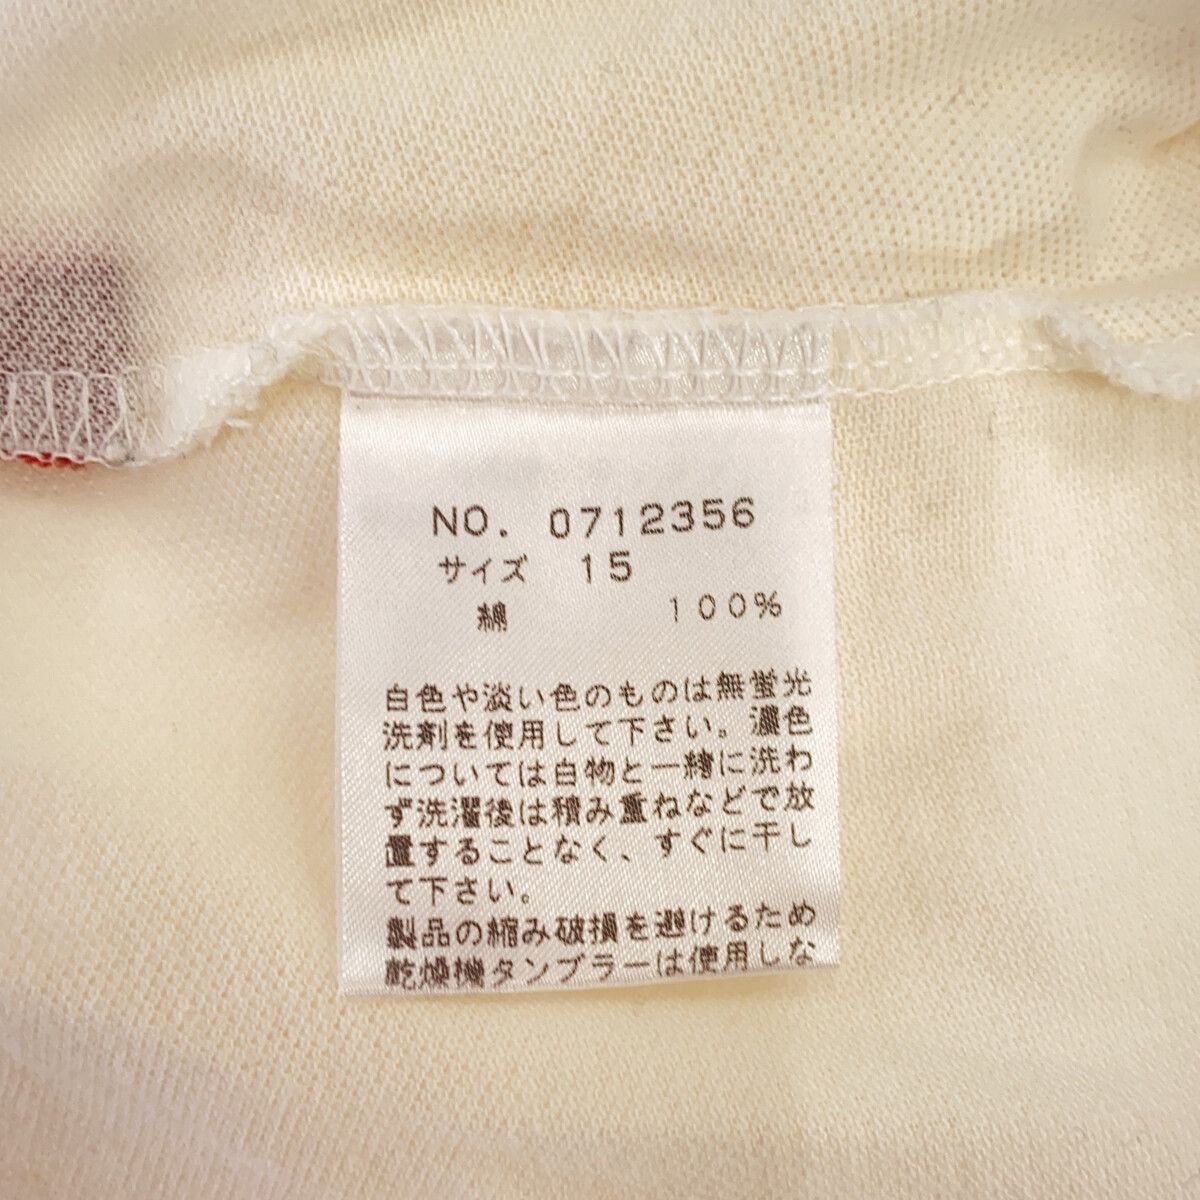 NO. 0712356
サイズ 15
綿 100%
白色や淡い色のものは無蛍光
洗剤を使用して下さい。濃色
については白物と一緒に洗わ
ず洗濯後は積み重ねなどで放
置することなく、すぐに干し
て下さい。
製品の縮み破損を避けるため
乾燥機タンブラーは使用しな